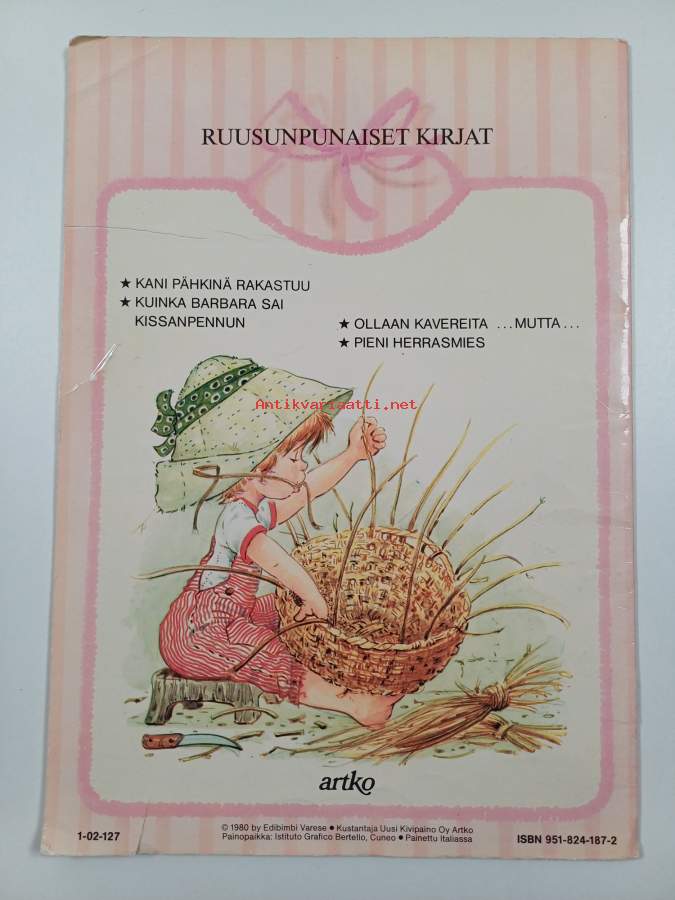 RUUSUNPUNAISET KIRJAT
★ KANI PÄHKINÄ RAKASTUU
★ KUINKA BARBARA SAI
KISSANPENNUN
★ OLLAAN KAVEREITA ...MUTTA...
★ PIENI HERRASMIES
Antikvariaatti.net
artko
1-02-127
© 1980 by Edibimbi Varese ● Kustantaja Uusi Kivipaino Oy Artko
Painopaikka: Istituto Grafico Bertello, Cuneo ● Painettu Italiassa
ISBN 951-824-187-2